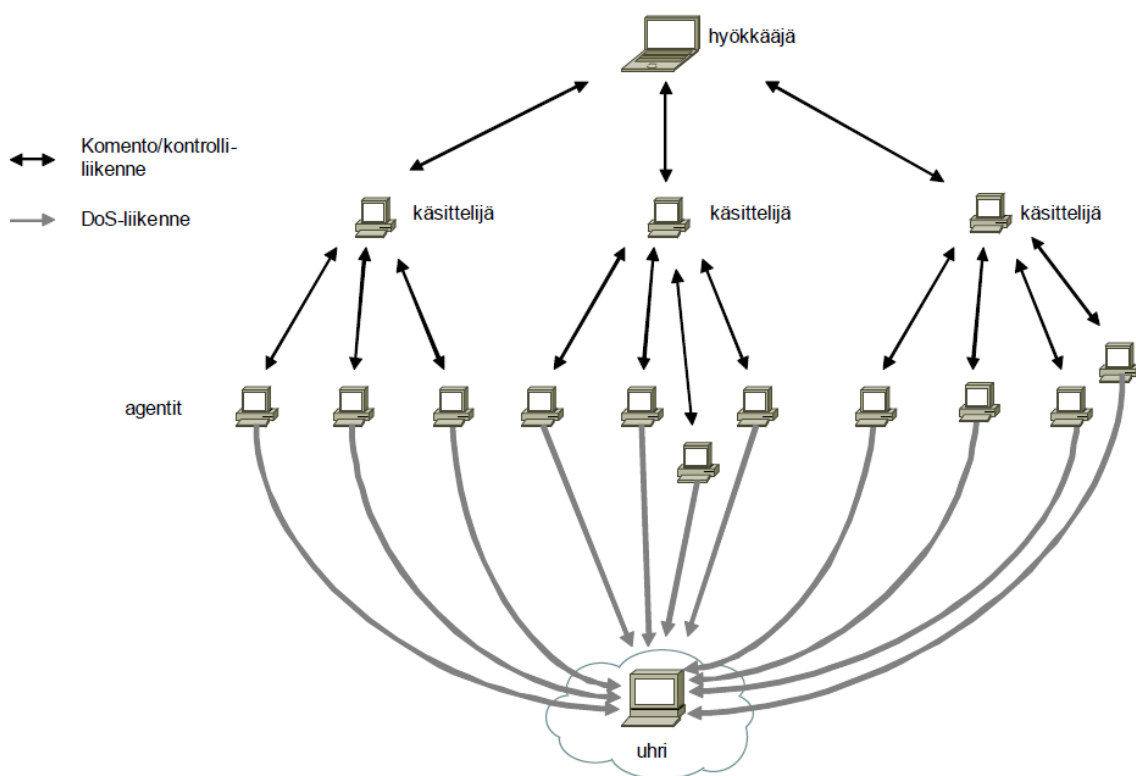 hyökkääjä
Komento/kontrolli-
liikenne
DoS-liikenne
käsittelijä
käsittelijä
käsittelijä
agentit
uhri